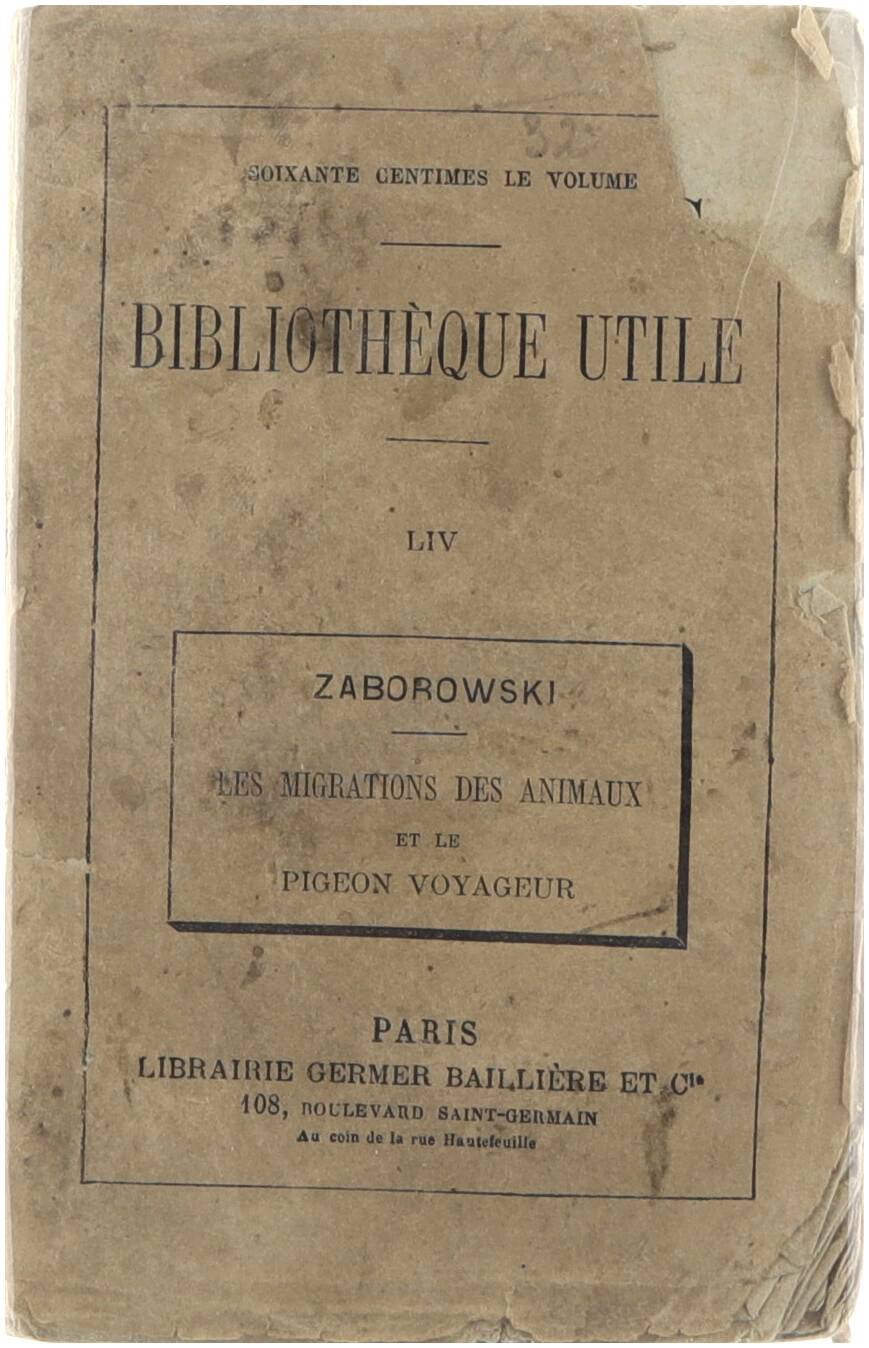 32
SOIXANTE CENTIMES LE VOLUME
BIBLIOTHÈQUE UTILE
LIV
ZABOROWSKI
LES MIGRATIONS DES ANIMAUX
ET LE
PIGEON VOYAGEUR
PARIS
LIBRAIRIE GERMER BAILLIÈRE ET Cie
108, BOULEVARD SAINT-GERMAIN
Au coin de la rue Hautefeuille